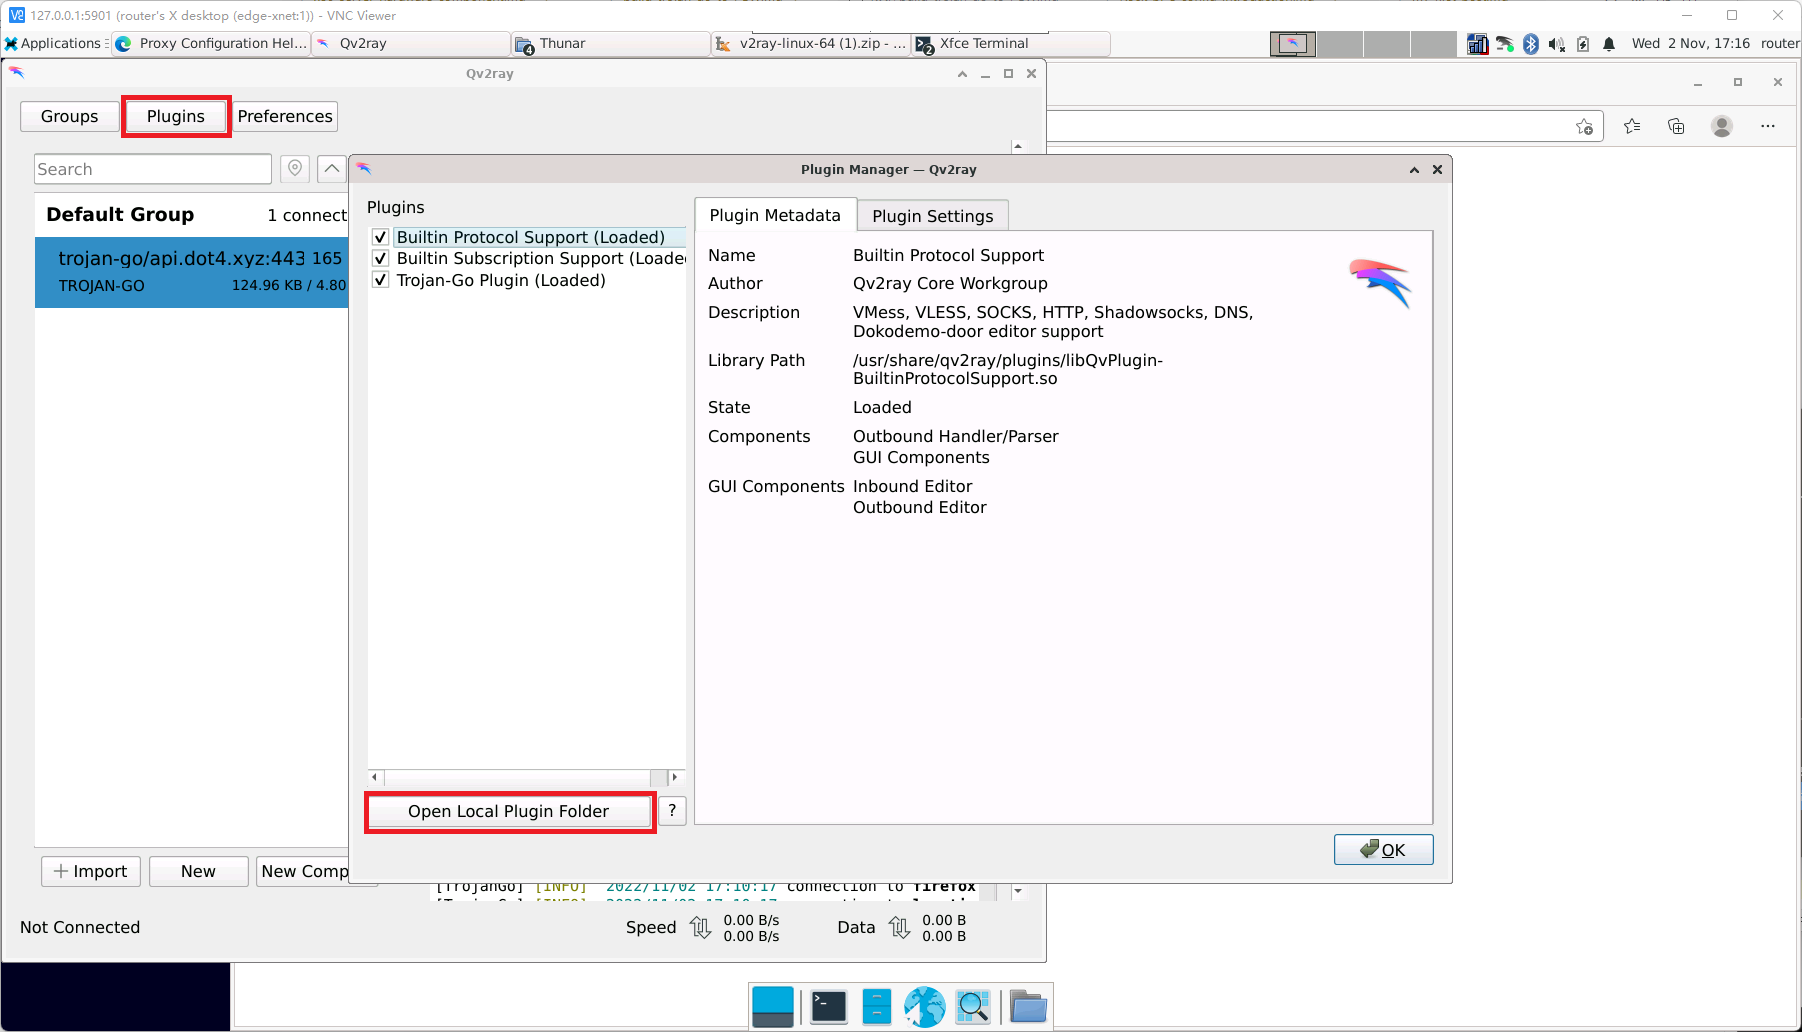 127.0.0.1:5901 (router's X desktop (edge-xnet:1)) - VNC Viewer
Applications
Proxy Configuration Hel...
Qv2ray
4
Thunar
v2ray-linux-64 (1).zip - ...
2
Xfce Terminal
Wed 2 Nov, 17:16
router
Qv2ray
Groups
Plugins
Preferences
Search
Default Group
1 connect
trojan-go/api.dot4.xyz:443
165
TROJAN-GO
124.96 KB / 4.80
Plugin Manager — Qv2ray
Plugins
Builtin Protocol Support (Loaded)
Builtin Subscription Support (Loade
Trojan-Go Plugin (Loaded)
Open Local Plugin Folder
?
Plugin Metadata
Plugin Settings
Name
Builtin Protocol Support
Author
Qv2ray Core Workgroup
Description
VMess, VLESS, SOCKS, HTTP, Shadowsocks, DNS,
Dokodemo-door editor support
Library Path
/usr/share/qv2ray/plugins/libQvPlugin-
BuiltinProtocolSupport.so
State
Loaded
Components
Outbound Handler/Parser
GUI Components
GUI Components
Inbound Editor
Outbound Editor
OK
Import
New
New Comp
[TrojanGo] [INFO] 2022/11/02 17:10:17 connection to firefox
Not Connected
Speed
0.00 B/s
0.00 B/s
Data
0.00 B
0.00 B